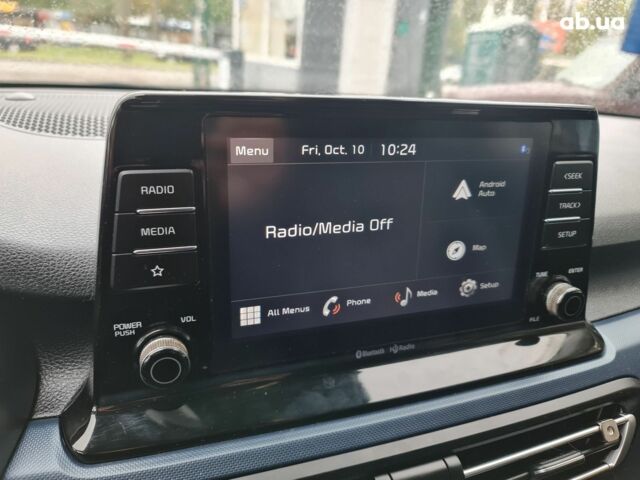 ab.ua
Menu
Fri, Oct. 10
10:24
Radio/Media Off
Android
Auto
Map
All Menus
Phone
Media
Setup
RADIO
MEDIA
POWER
PUSH
VOL
<SEEK
TRACK>
SETUP
TUNE
ENTER
FILE
Bluetooth
HD Radio